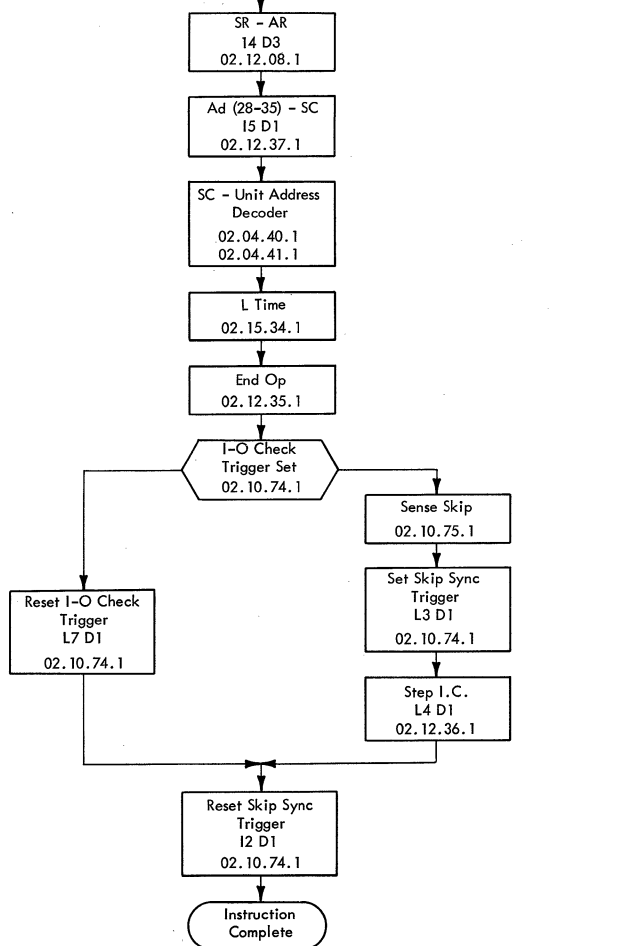 SR - AR
14 D3
02.12.08.1
Ad (28-35) - SC
I5 D1
02.12.37.1
SC - Unit Address
Decoder
02.04.40.1
02.04.41.1
L Time
02.15.34.1
End Op
02.12.35.1
I-O Check
Trigger Set
02.10.74.1
Sense Skip
02.10.75.1
Set Skip Sync
Trigger
L3 D1
02.10.74.1
Reset I-O Check
Trigger
L7 D1
02.10.74.1
Step I.C.
L4 D1
02.12.36.1
Reset Skip Sync
Trigger
I2 D1
02.10.74.1
Instruction
Complete